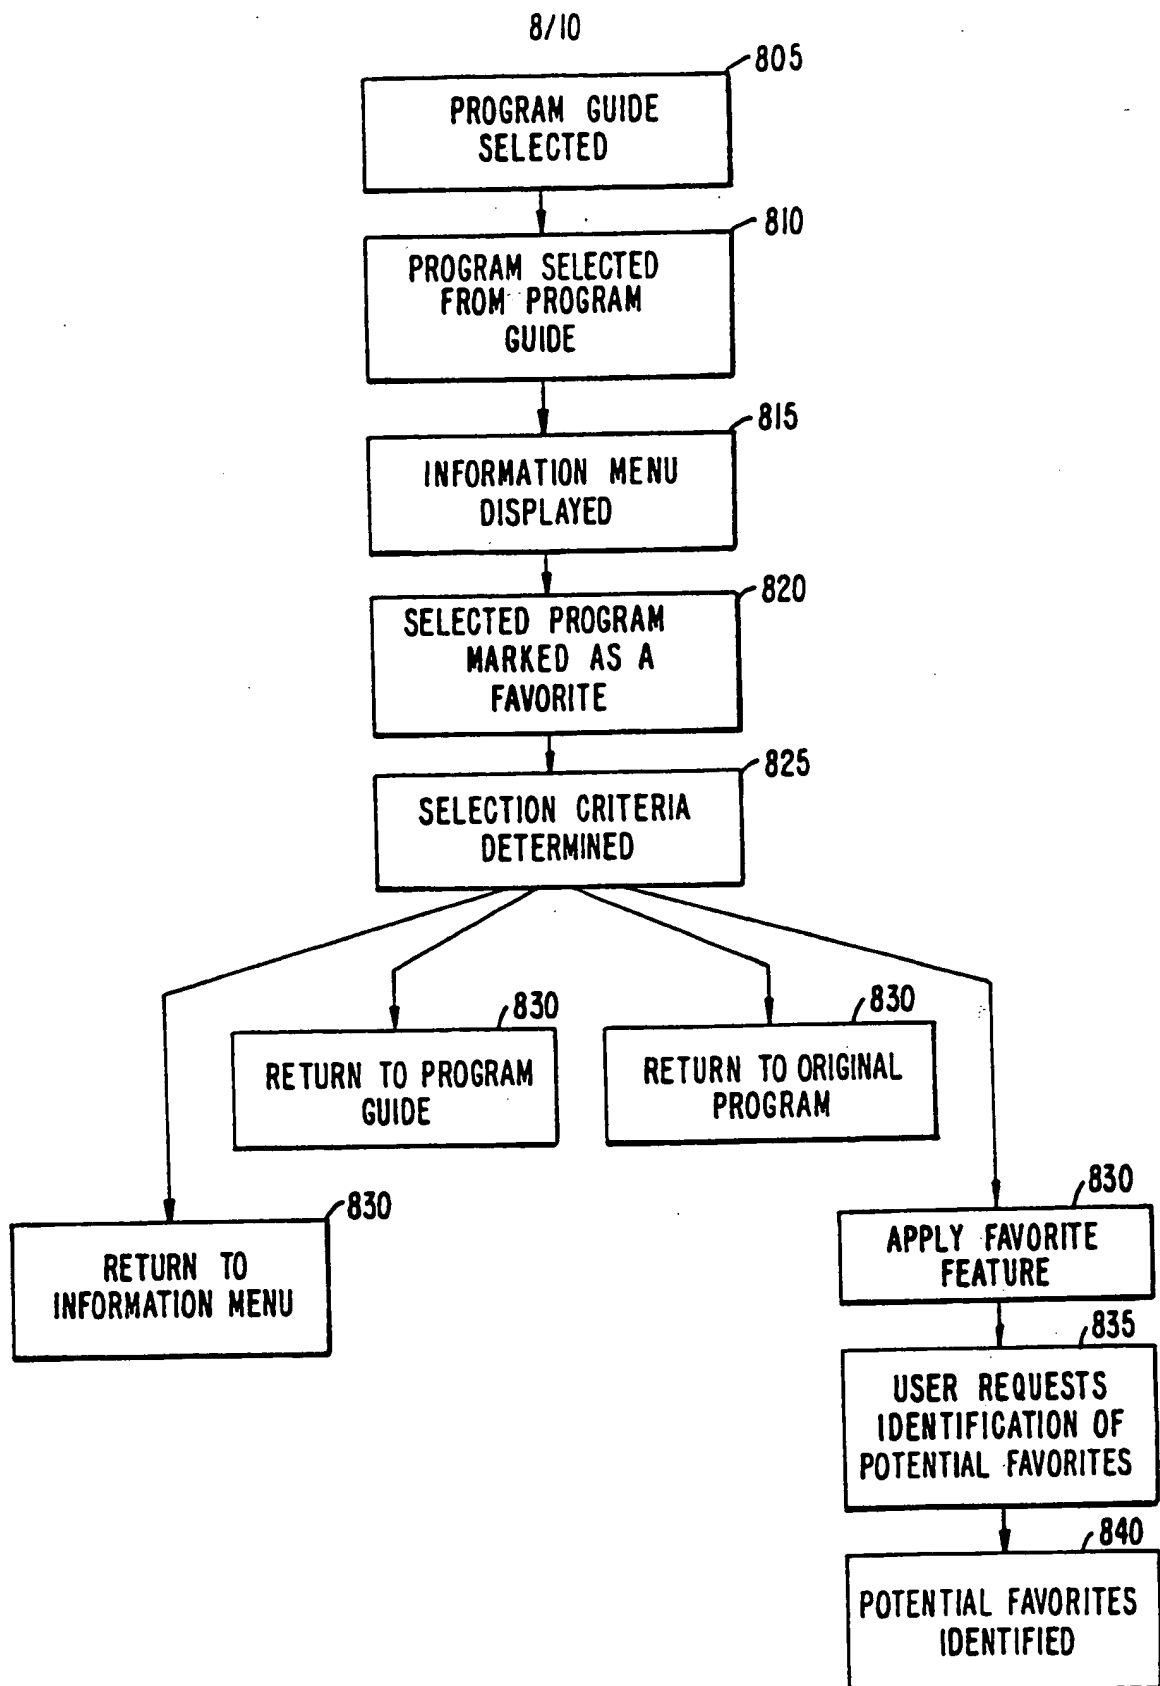 8/10
805
PROGRAM GUIDE
SELECTED
810
PROGRAM SELECTED
FROM PROGRAM
GUIDE
815
INFORMATION MENU
DISPLAYED
820
SELECTED PROGRAM
MARKED AS A
FAVORITE
825
SELECTION CRITERIA
DETERMINED
830
RETURN TO PROGRAM
GUIDE
830
RETURN TO ORIGINAL
PROGRAM
830
RETURN TO
INFORMATION MENU
830
APPLY FAVORITE
FEATURE
835
USER REQUESTS
IDENTIFICATION OF
POTENTIAL FAVORITES
840
POTENTIAL FAVORITES
IDENTIFIED